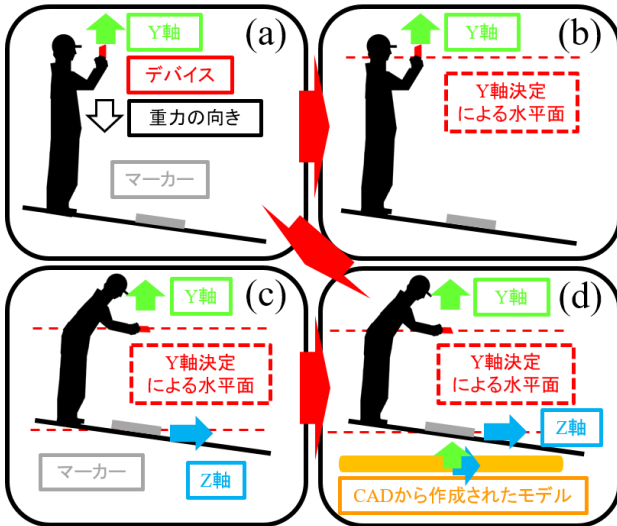 (a)
Y軸
デバイス
重力の向き
マーカー
(b)
Y軸
Y軸決定
による水平面
(c)
Y軸
Y軸決定
による水平面
マーカー
Z軸
(d)
Y軸
Y軸決定
による水平面
Z軸
CADから作成されたモデル